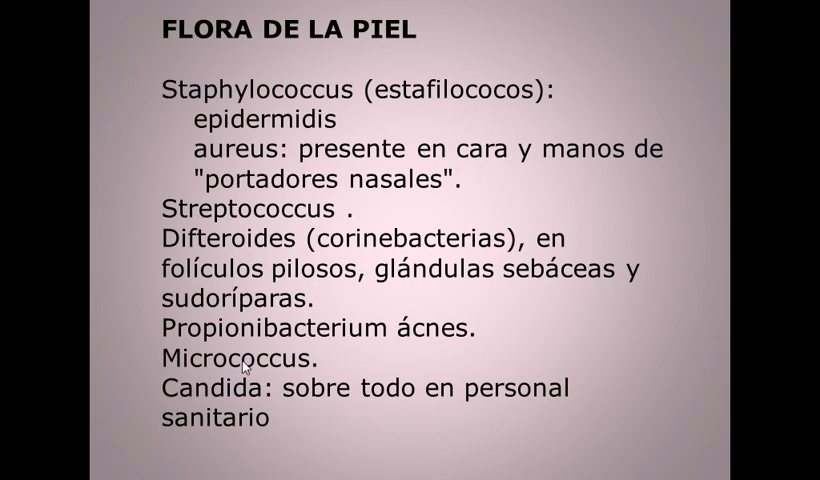 FLORA DE LA PIEL
Staphylococcus (estafilococos):
epidermidis
aureus: presente en cara y manos de
"portadores nasales".
Streptococcus .
Difteroides (corinebacterias), en
folículos pilosos, glándulas sebáceas y
sudoríparas.
Propionibacterium ácnes.
Micrococcus.
Candida: sobre todo en personal
sanitario